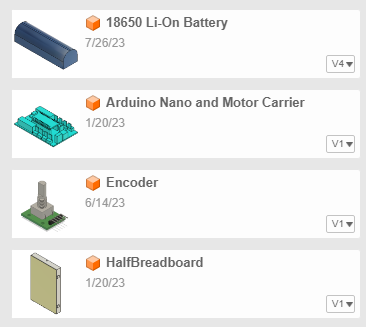 18650 Li-On Battery
7/26/23
V4
Arduino Nano and Motor Carrier
1/20/23
V1
Encoder
6/14/23
V1
HalfBreadboard
1/20/23
V1